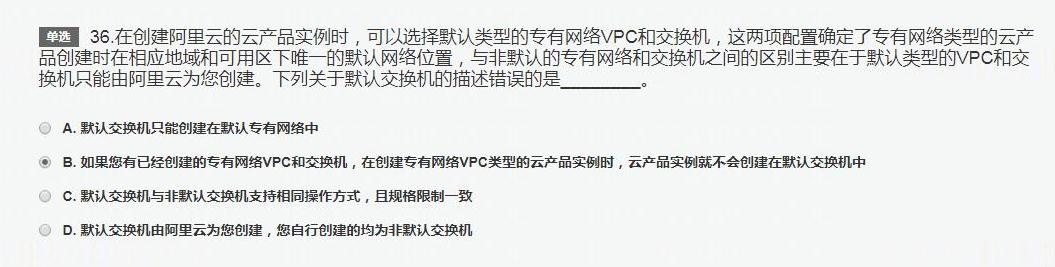 单选 36.在创建阿里云的云产品实例时，可以选择默认类型的专有网络VPC和交换机，这两项配置确定了专有网络类型的云产
品创建时在相应地域和可用区下唯一的默认网络位置，与非默认的专有网络和交换机之间的区别主要在于默认类型的VPC和交
换机只能由阿里云为您创建。下列关于默认交换机的描述错误的是________。
A. 默认交换机只能创建在默认专有网络中
B. 如果您有已经创建的专有网络VPC和交换机，在创建专有网络VPC类型的云产品实例时，云产品实例就不会创建在默认交换机中
C. 默认交换机与非默认交换机支持相同操作方式，且规格限制一致
D. 默认交换机由阿里云为您创建，您自行创建的均为非默认交换机